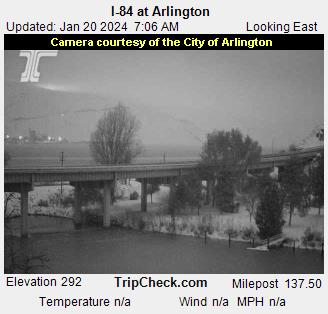 I-84 at Arlington
Updated: Jan 20 2024 7:06 AM Looking East
Camera courtesy of the City of Arlington
Elevation 292 TripCheck.com Milepost 137.50
Temperature n/a Wind n/a MPH n/a